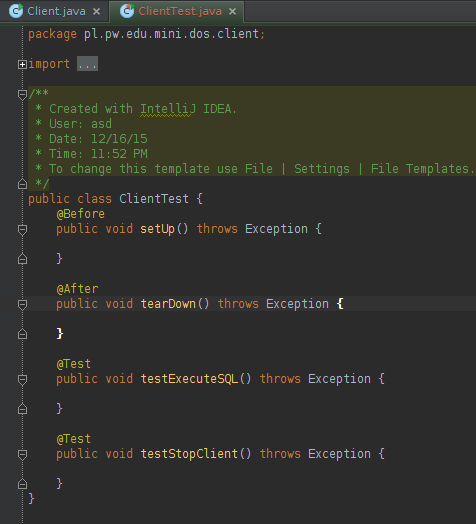 Client.java × ClientTest.java ×
package pl.pw.edu.mini.dos.client;
import ...
/**
* Created with IntelliJ IDEA.
* User: asd
* Date: 12/16/15
* Time: 11:52 PM
* To change this template use File | Settings | File Templates.
*/
public class ClientTest {
@Before
public void setUp() throws Exception {
}
@After
public void tearDown() throws Exception {
}
@Test
public void testExecuteSQL() throws Exception {
}
@Test
public void testStopClient() throws Exception {
}
}